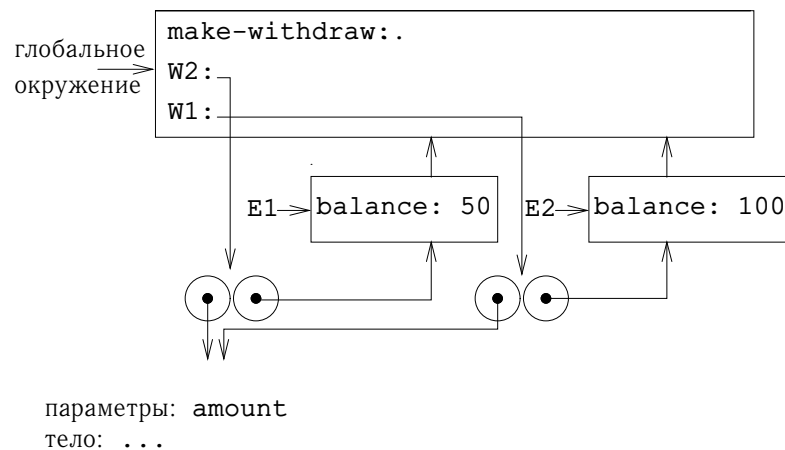 make-withdraw:.
глобальное
окружение
W2:
W1:
E1
balance: 50
E2
balance: 100
параметры: amount
тело: ...